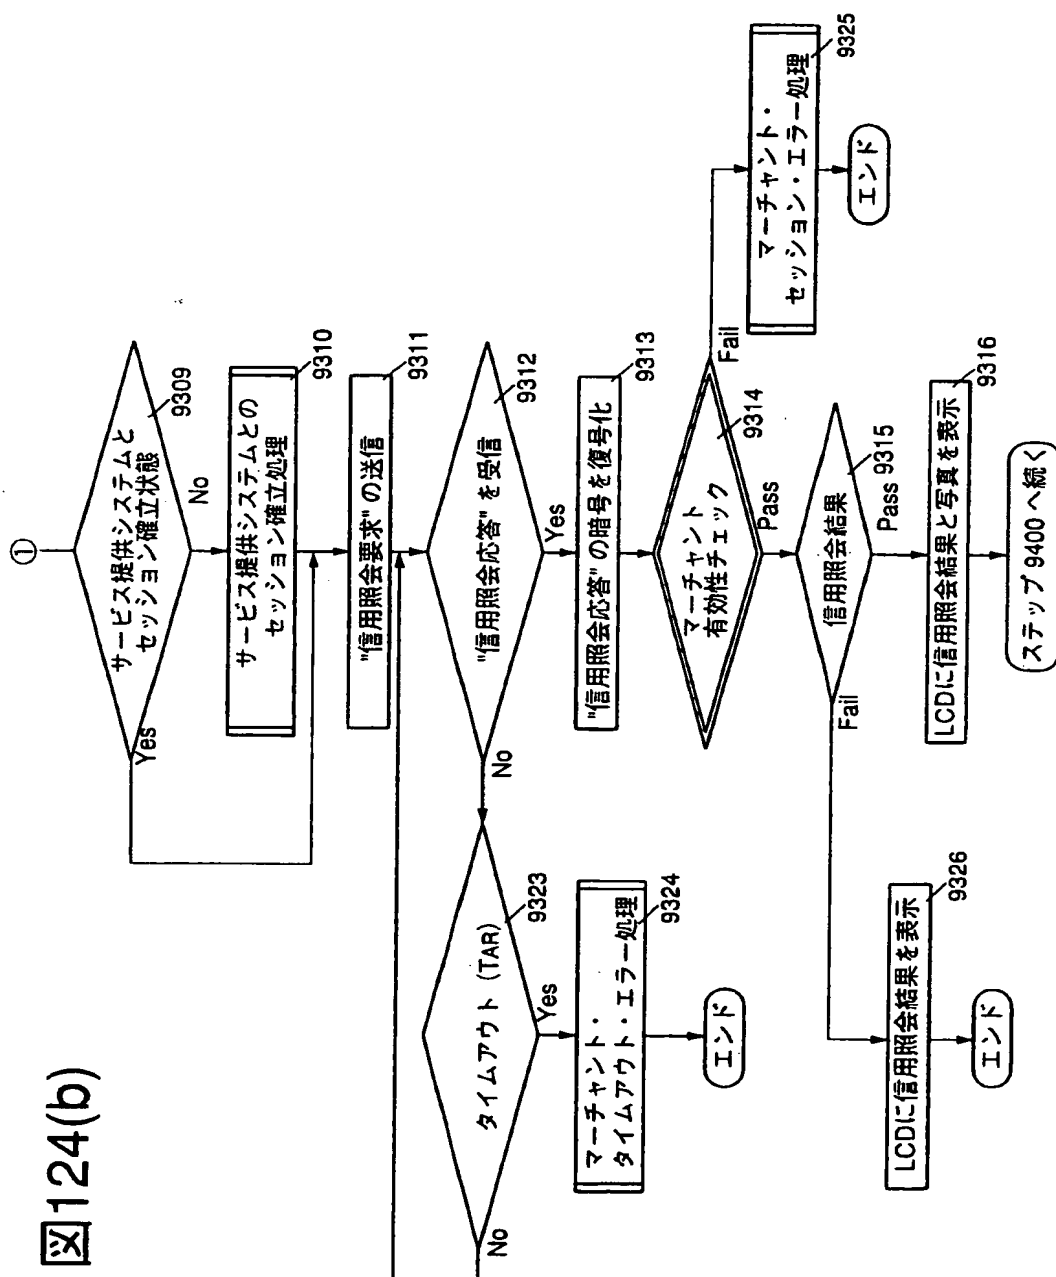 図124(b)
①
サービス提供システムと
セッション確立状態
9309
Yes
No
サービス提供システムとの
セッション確立処理
9310
"信用照会要求" の送信
9311
"信用照会応答" を受信
9312
No
Yes
"信用照会応答" の暗号を復号化
9313
マーチャント
有効性チェック
9314
Fail
Pass
マーチャント・
セッション・エラー処理
9325
エンド
信用照会結果
9315
Fail
Pass
LCDに信用照会結果と写真を表示
9316
ステップ 9400 へ続く
タイムアウト (TAR)
9323
No
Yes
マーチャント・
タイムアウト・エラー処理
9324
エンド
LCDに信用照会結果を表示
9326
エンド